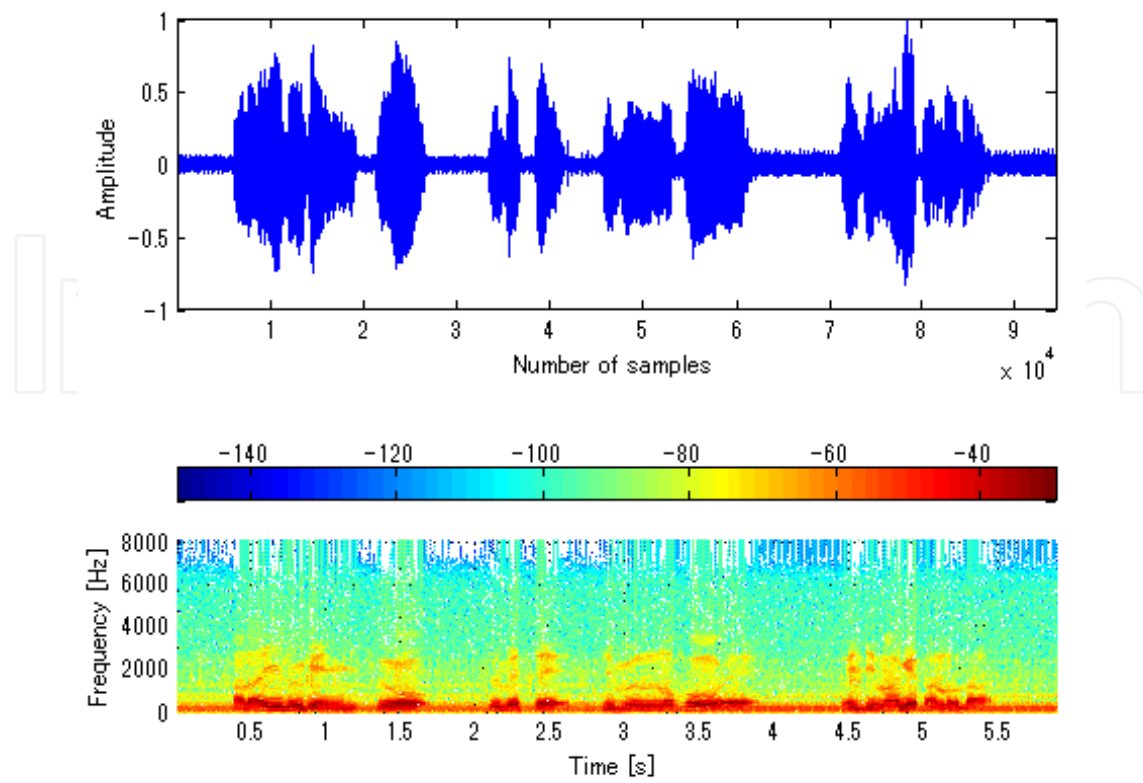 1
0.5
0
−0.5
−1
Amplitude
1 2 3 4 5 6 7 8 9
Number of samples
x 10^4
−140 −120 −100 −80 −60 −40
8000
6000
4000
2000
0
Frequency [Hz]
0.5 1 1.5 2 2.5 3 3.5 4 4.5 5 5.5
Time [s]